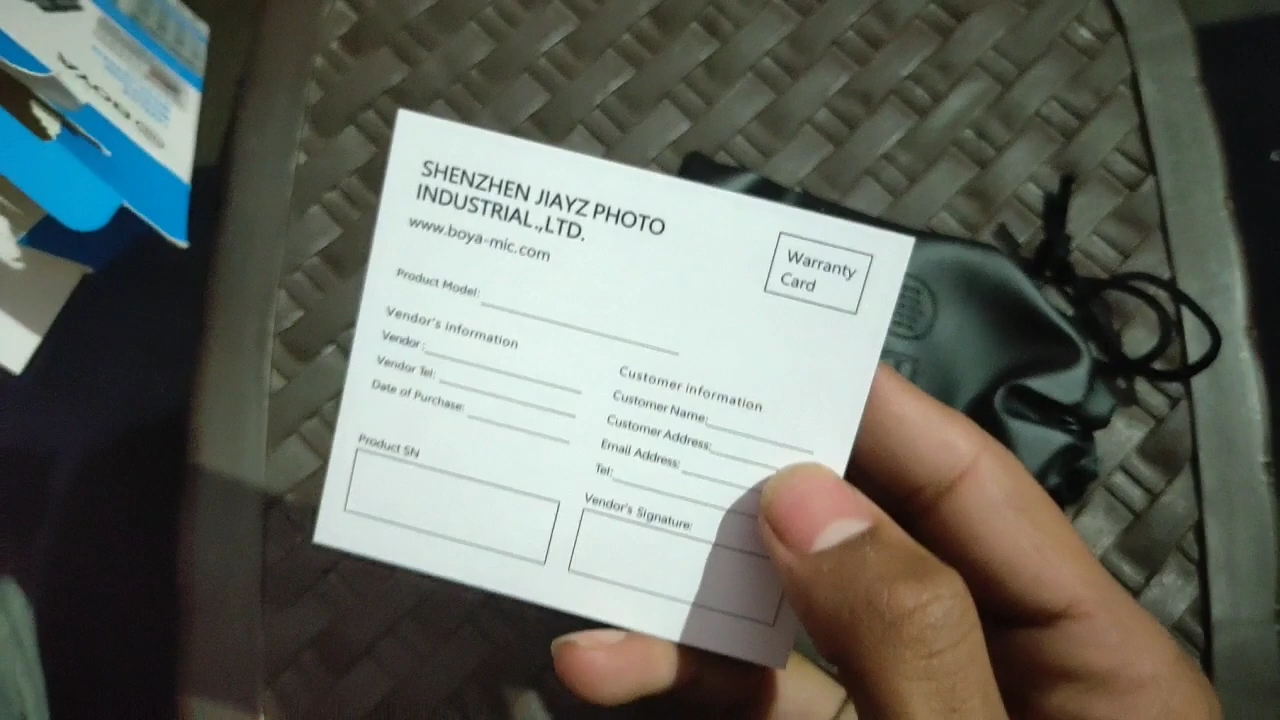 BOYA
SHENZHEN JIAYZ PHOTO
INDUSTRIAL.,LTD.
www.boya-mic.com
Warranty
Card
Product Model:
Vendor's information
Vendor:
Vendor Tel:
Date of Purchase:
Product SN
Customer information
Customer Name:
Customer Address:
Email Address:
Tel:
Vendor's Signature: